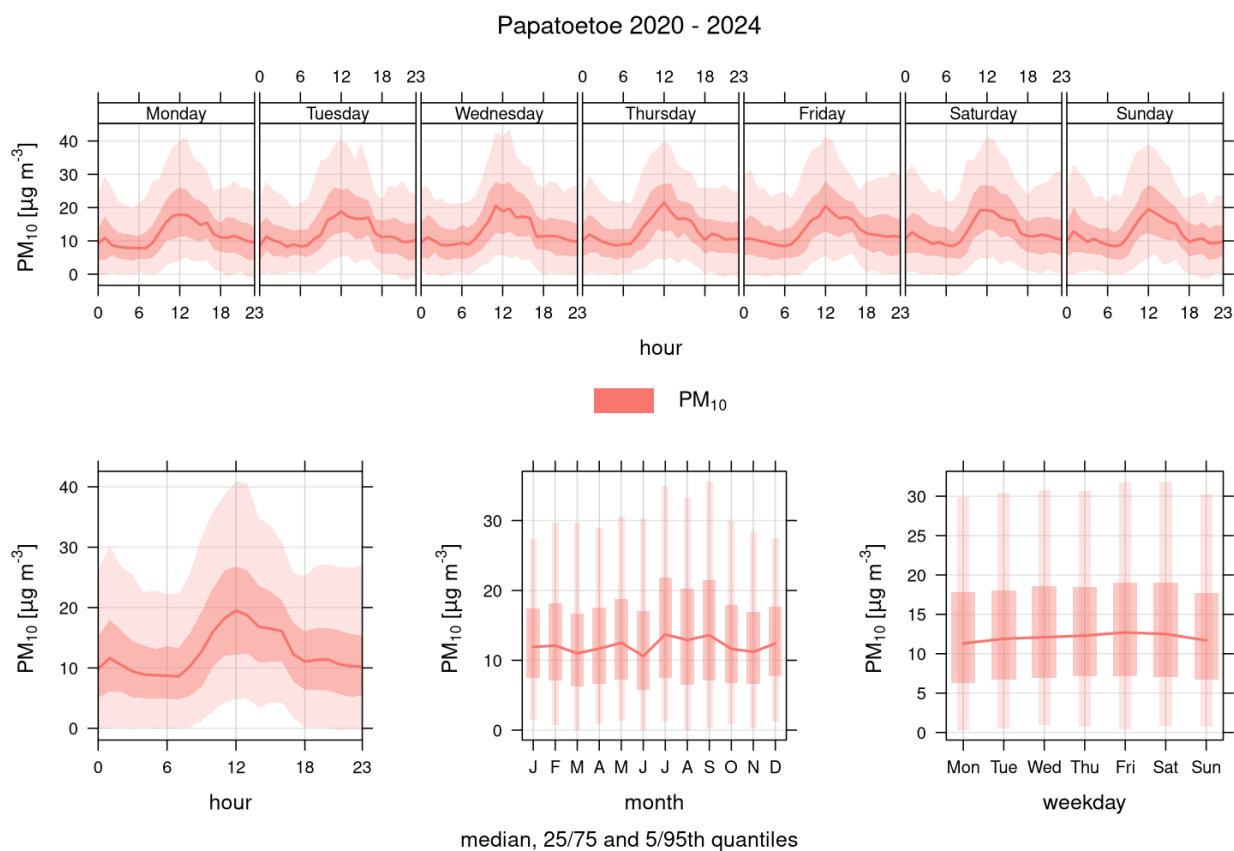 Papatoetoe 2020 - 2024
0 6 12 18 23 0 6 12 18 23 0 6 12 18 23
Monday Tuesday Wednesday Thursday Friday Saturday Sunday
PM₁₀ [µg m⁻³]
40
30
20
10
0
0 6 12 18 23 0 6 12 18 23 0 6 12 18 23 0 6 12 18 23
hour
PM₁₀
PM₁₀ [µg m⁻³]
40
30
20
10
0
0 6 12 18 23
hour
PM₁₀ [µg m⁻³]
30
20
10
0
J F M A M J J A S O N D
month
PM₁₀ [µg m⁻³]
30
25
20
15
10
5
0
Mon Tue Wed Thu Fri Sat Sun
weekday
median, 25/75 and 5/95th quantiles